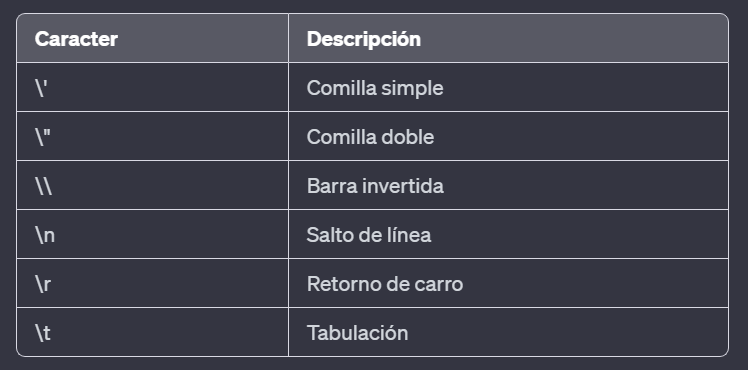 Caracter Descripción
\' Comilla simple
\" Comilla doble
\\ Barra invertida
\n Salto de línea
\r Retorno de carro
\t Tabulación